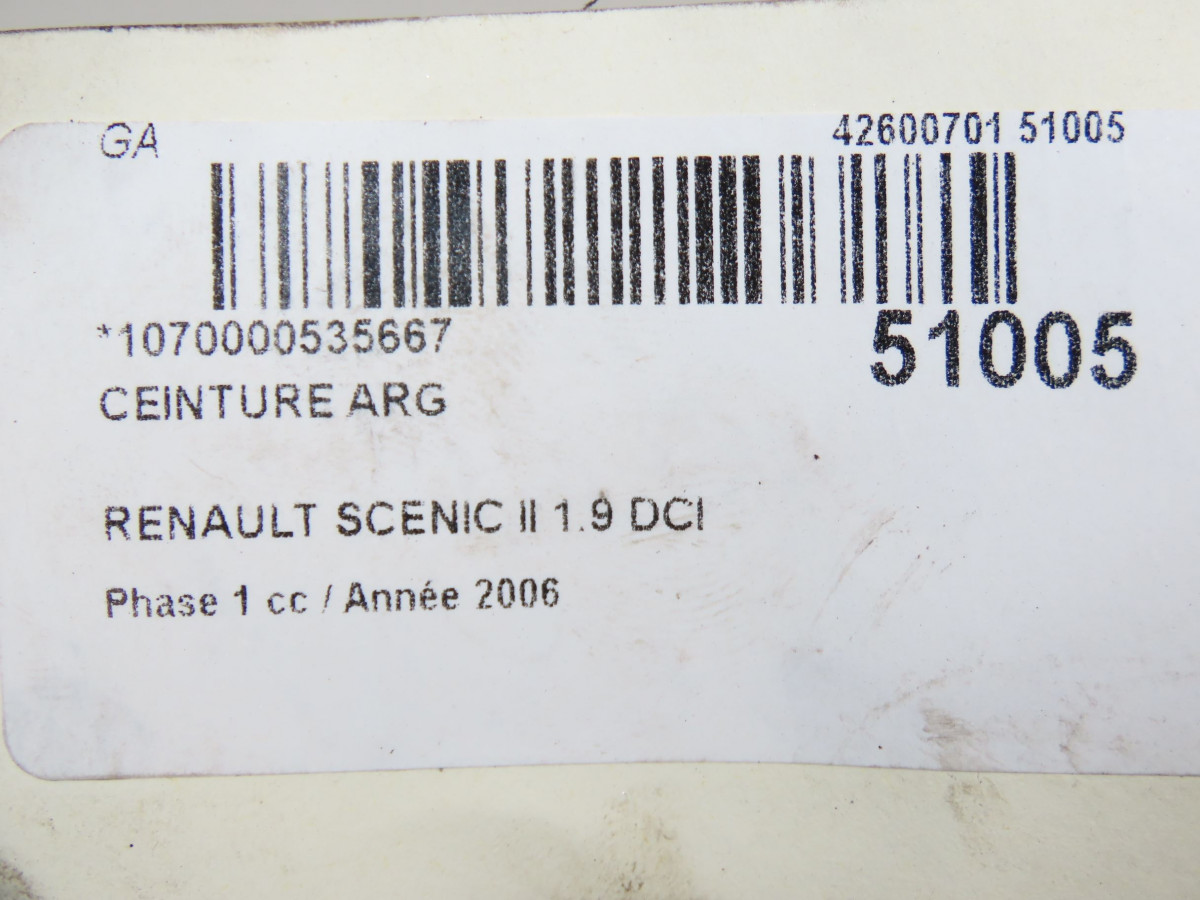 GA
42600701 51005
*1070000535667
51005
CEINTURE ARG
RENAULT SCENIC II 1.9 DCI
Phase 1 cc / Année 2006